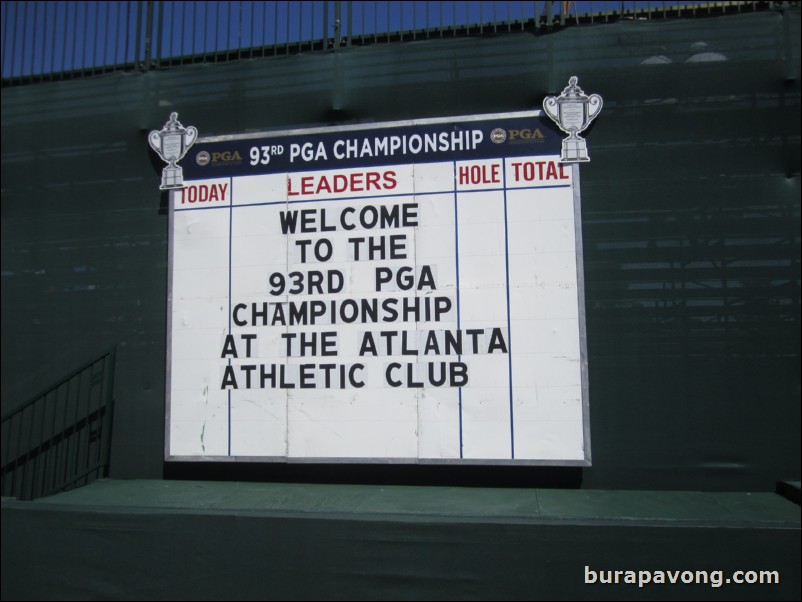 PGA 93RD PGA CHAMPIONSHIP PGA
TODAY LEADERS HOLE TOTAL
WELCOME
TO THE
93RD PGA
CHAMPIONSHIP
AT THE ATLANTA
ATHLETIC CLUB
burapavong.com